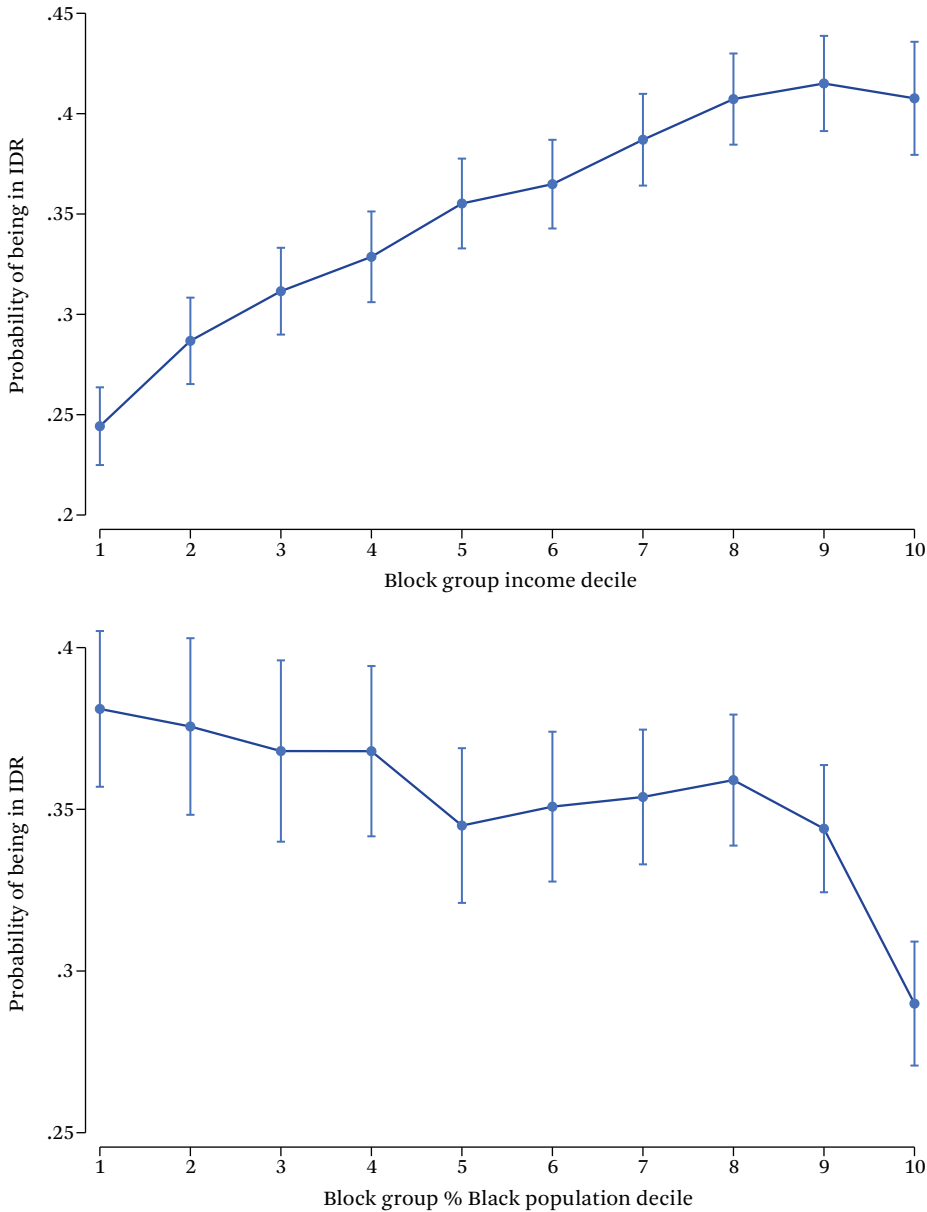 .45
.4
.35
.3
.25
.2
Probability of being in IDR
1 2 3 4 5 6 7 8 9 10
Block group income decile
.4
.35
.3
.25
Probability of being in IDR
1 2 3 4 5 6 7 8 9 10
Block group % Black population decile